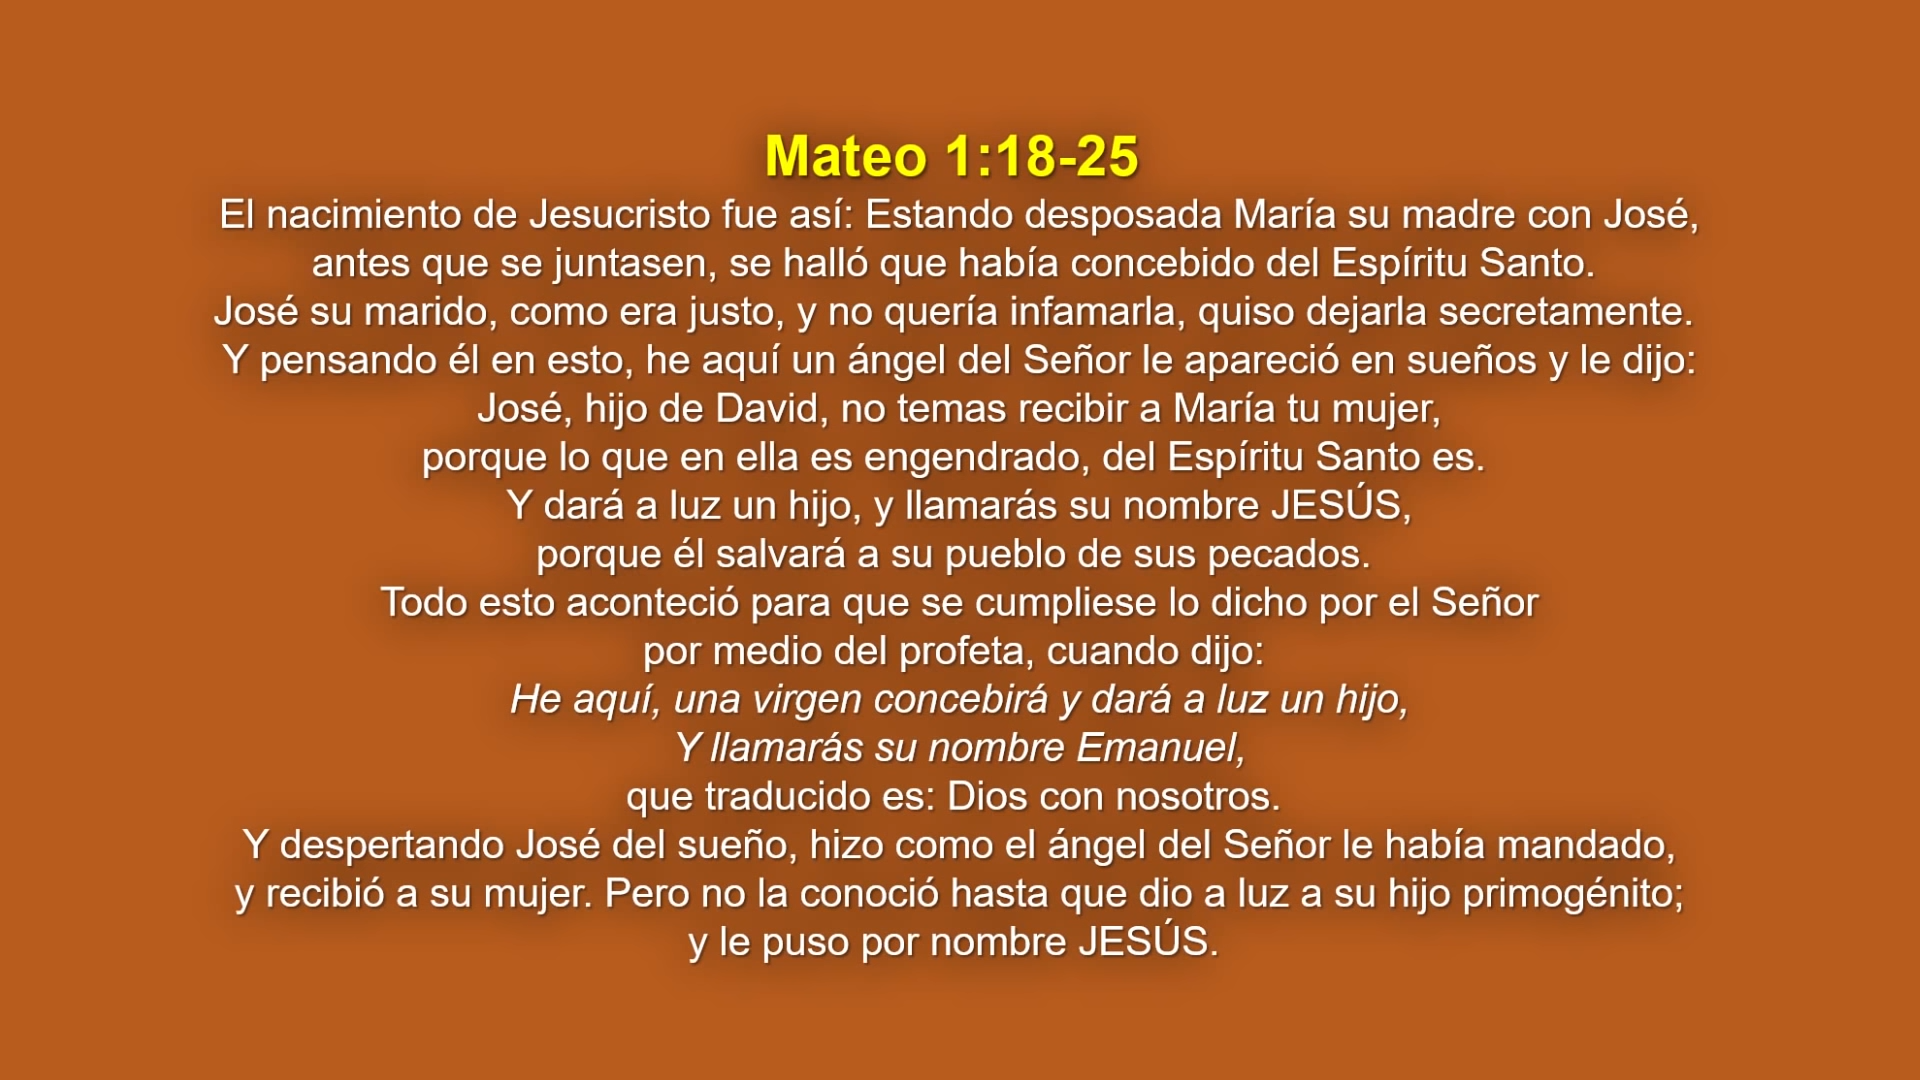 Mateo 1:18-25
El nacimiento de Jesucristo fue así: Estando desposada María su madre con José,
antes que se juntasen, se halló que había concebido del Espíritu Santo.
José su marido, como era justo, y no quería infamarla, quiso dejarla secretamente.
Y pensando él en esto, he aquí un ángel del Señor le apareció en sueños y le dijo:
José, hijo de David, no temas recibir a María tu mujer,
porque lo que en ella es engendrado, del Espíritu Santo es.
Y dará a luz un hijo, y llamarás su nombre JESÚS,
porque él salvará a su pueblo de sus pecados.
Todo esto aconteció para que se cumpliese lo dicho por el Señor
por medio del profeta, cuando dijo:
He aquí, una virgen concebirá y dará a luz un hijo,
Y llamarás su nombre Emanuel,
que traducido es: Dios con nosotros.
Y despertando José del sueño, hizo como el ángel del Señor le había mandado,
y recibió a su mujer. Pero no la conoció hasta que dio a luz a su hijo primogénito;
y le puso por nombre JESÚS.